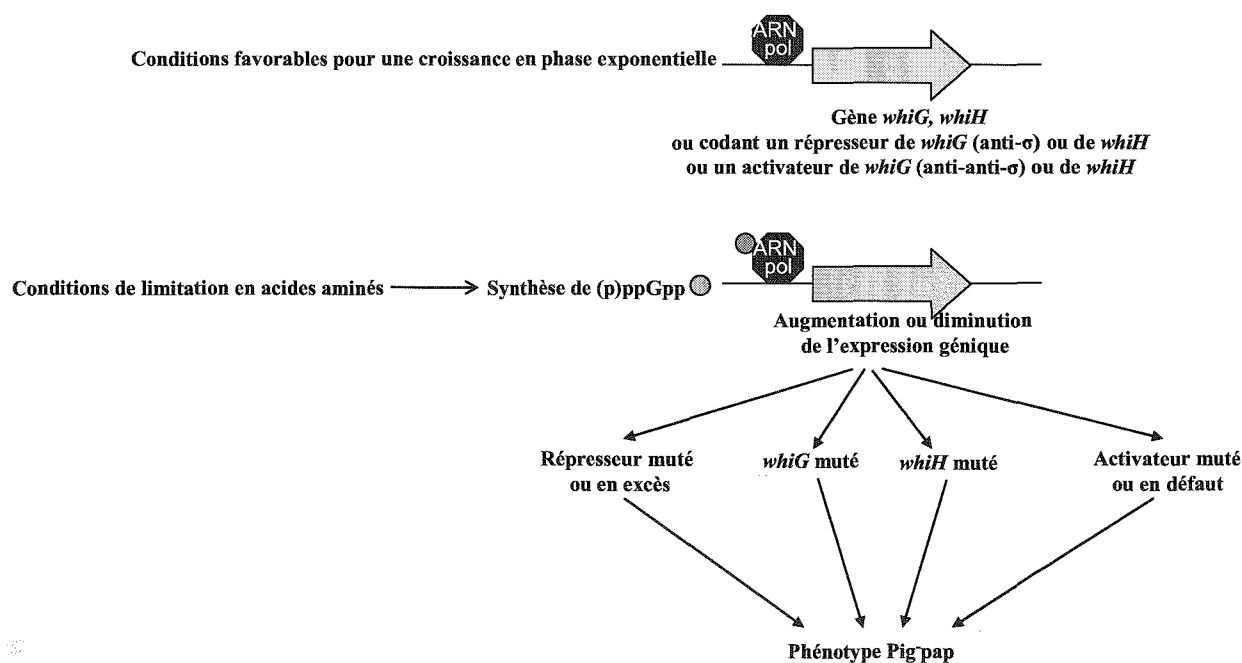 Conditions favorables pour une croissance en phase exponentielle
ARN
pol
Gène whiG, whiH
ou codant un répresseur de whiG (anti-σ) ou de whiH
ou un activateur de whiG (anti-anti-σ) ou de whiH
Conditions de limitation en acides aminés
Synthèse de (p)ppGpp
ARN
pol
Augmentation ou diminution
de l'expression génique
Répresseur muté
ou en excès
whiG muté
whiH muté
Activateur muté
ou en défaut
Phénotype Pig-pap